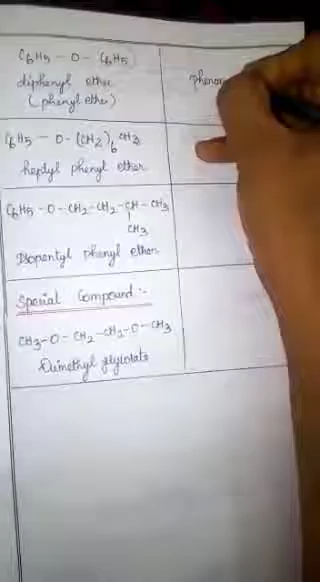 C6H5 - O - C6H5
diphenyl ether
(phenyl ether)
pheno
C6H5 - O - (CH2)6 CH3
heptyl phenyl ether
C6H5 - O - CH2 - CH2 - CH - CH3
CH3
Isopentyl phenyl ether
Special Compound :-
CH3 - O - CH2 - CH2 - O - CH3
Dimethyl